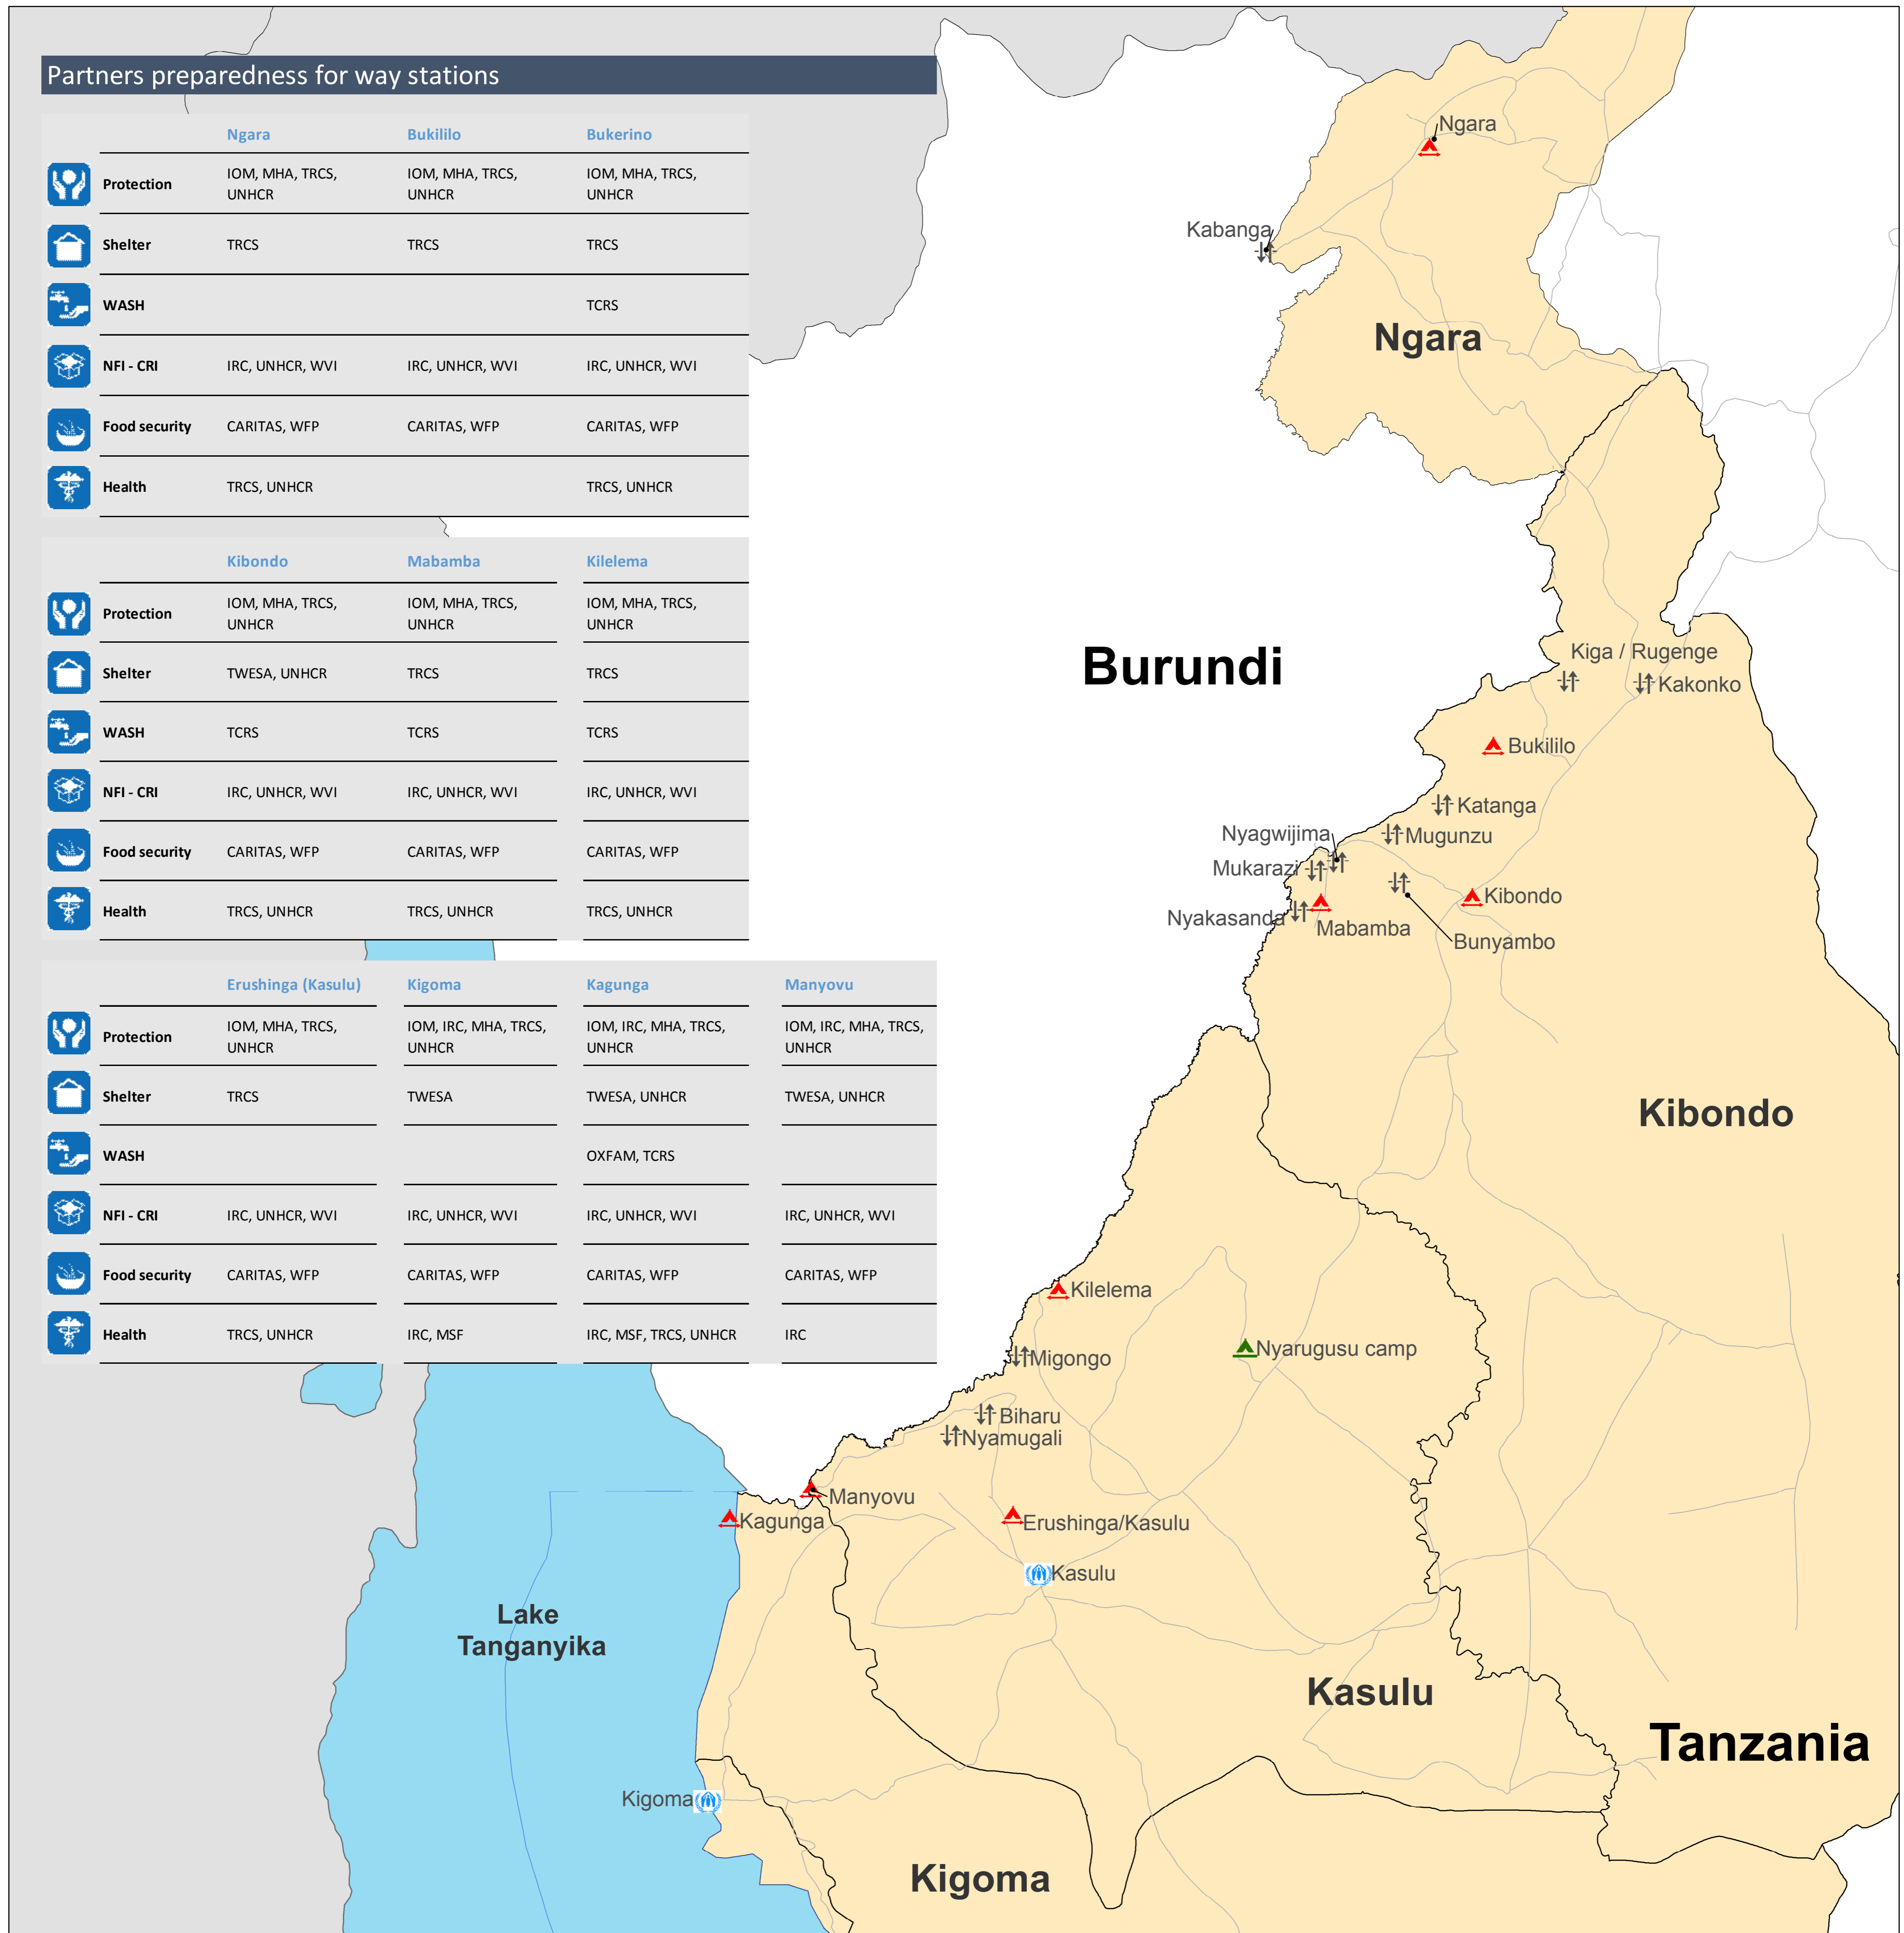 Partners preparedness for way stations
Ngara Bukililo Bukerino
Protection IOM, MHA, TRCS, UNHCR IOM, MHA, TRCS, UNHCR IOM, MHA, TRCS, UNHCR
Shelter TRCS TRCS TRCS
WASH TCRS
NFI - CRI IRC, UNHCR, WVI IRC, UNHCR, WVI IRC, UNHCR, WVI
Food security CARITAS, WFP CARITAS, WFP CARITAS, WFP
Health TRCS, UNHCR TRCS, UNHCR
Kibondo Mabamba Kilelema
Protection IOM, MHA, TRCS, UNHCR IOM, MHA, TRCS, UNHCR IOM, MHA, TRCS, UNHCR
Shelter TWESA, UNHCR TRCS TRCS
WASH TCRS TCRS TCRS
NFI - CRI IRC, UNHCR, WVI IRC, UNHCR, WVI IRC, UNHCR, WVI
Food security CARITAS, WFP CARITAS, WFP CARITAS, WFP
Health TRCS, UNHCR TRCS, UNHCR TRCS, UNHCR
Erushinga (Kasulu) Kigoma Kagunga Manyovu
Protection IOM, MHA, TRCS, UNHCR IOM, IRC, MHA, TRCS, UNHCR IOM, IRC, MHA, TRCS, UNHCR IOM, IRC, MHA, TRCS, UNHCR
Shelter TRCS TWESA TWESA, UNHCR TWESA, UNHCR
WASH OXFAM, TCRS
NFI - CRI IRC, UNHCR, WVI IRC, UNHCR, WVI IRC, UNHCR, WVI IRC, UNHCR, WVI
Food security CARITAS, WFP CARITAS, WFP CARITAS, WFP CARITAS, WFP
Health TRCS, UNHCR IRC, MSF IRC, MSF, TRCS, UNHCR IRC
Ngara
Kabanga
Ngara
Burundi
Kiga / Rugenge
Kakonko
Bukililo
Katanga
Nyagwijima
Mugunzu
Mukarazi
Kibondo
Nyakasanda
Mabamba
Bunyambo
Kibondo
Kilelema
Nyarugusu camp
Migongo
Biharu
Nyamugali
Manyovu
Kagunga
Erushinga/Kasulu
Kasulu
Lake
Tanganyika
Kasulu
Tanzania
Kigoma
Kigoma